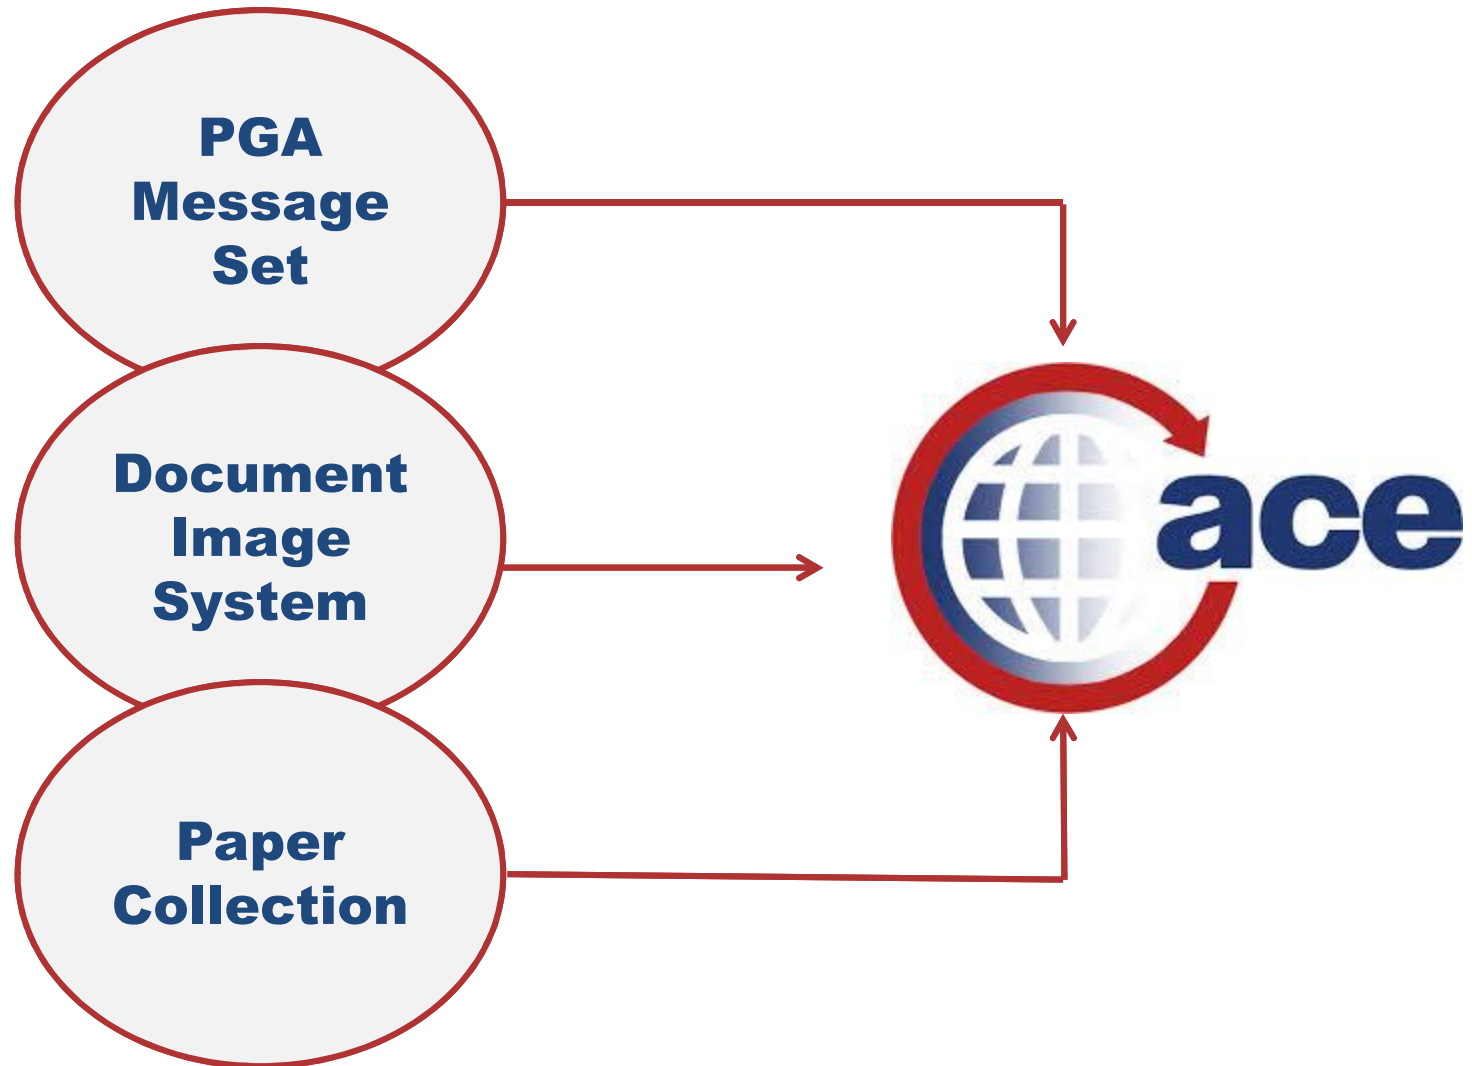 PGA
Message
Set
Document
Image
System
ace
Paper
Collection